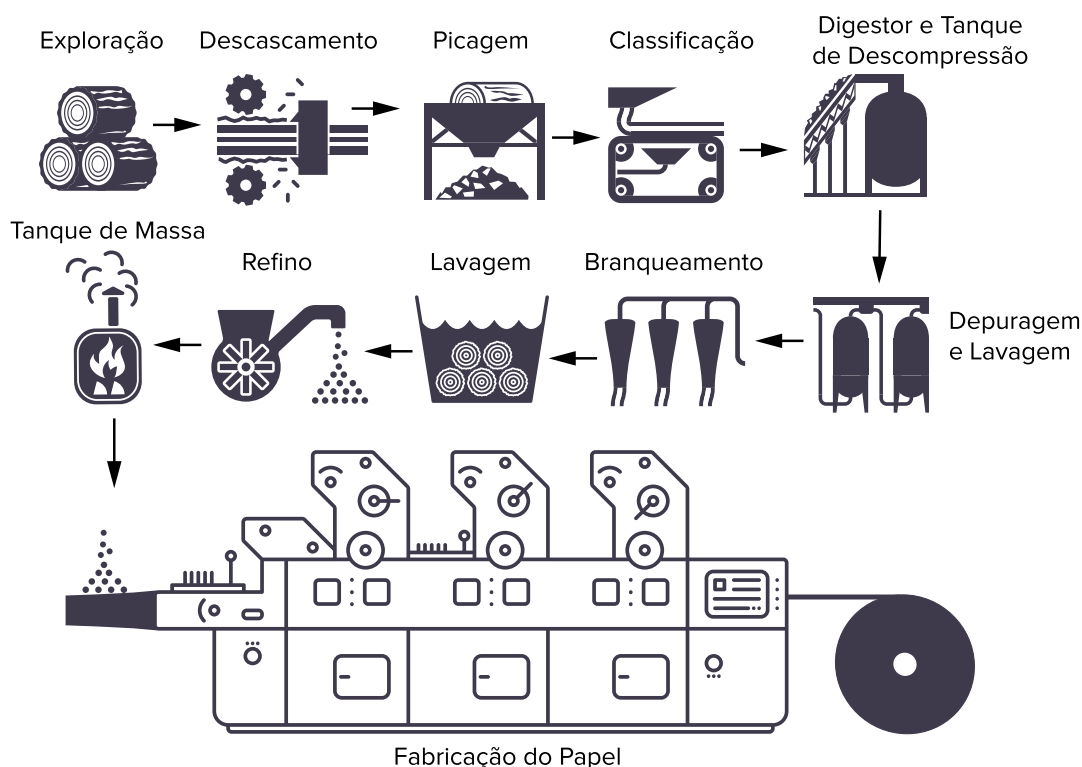 Exploração
Descascamento
Picagem
Classificação
Digestor e Tanque
de Descompressão
Tanque de Massa
Refino
Lavagem
Branqueamento
Depuragem
e Lavagem
Fabricação do Papel